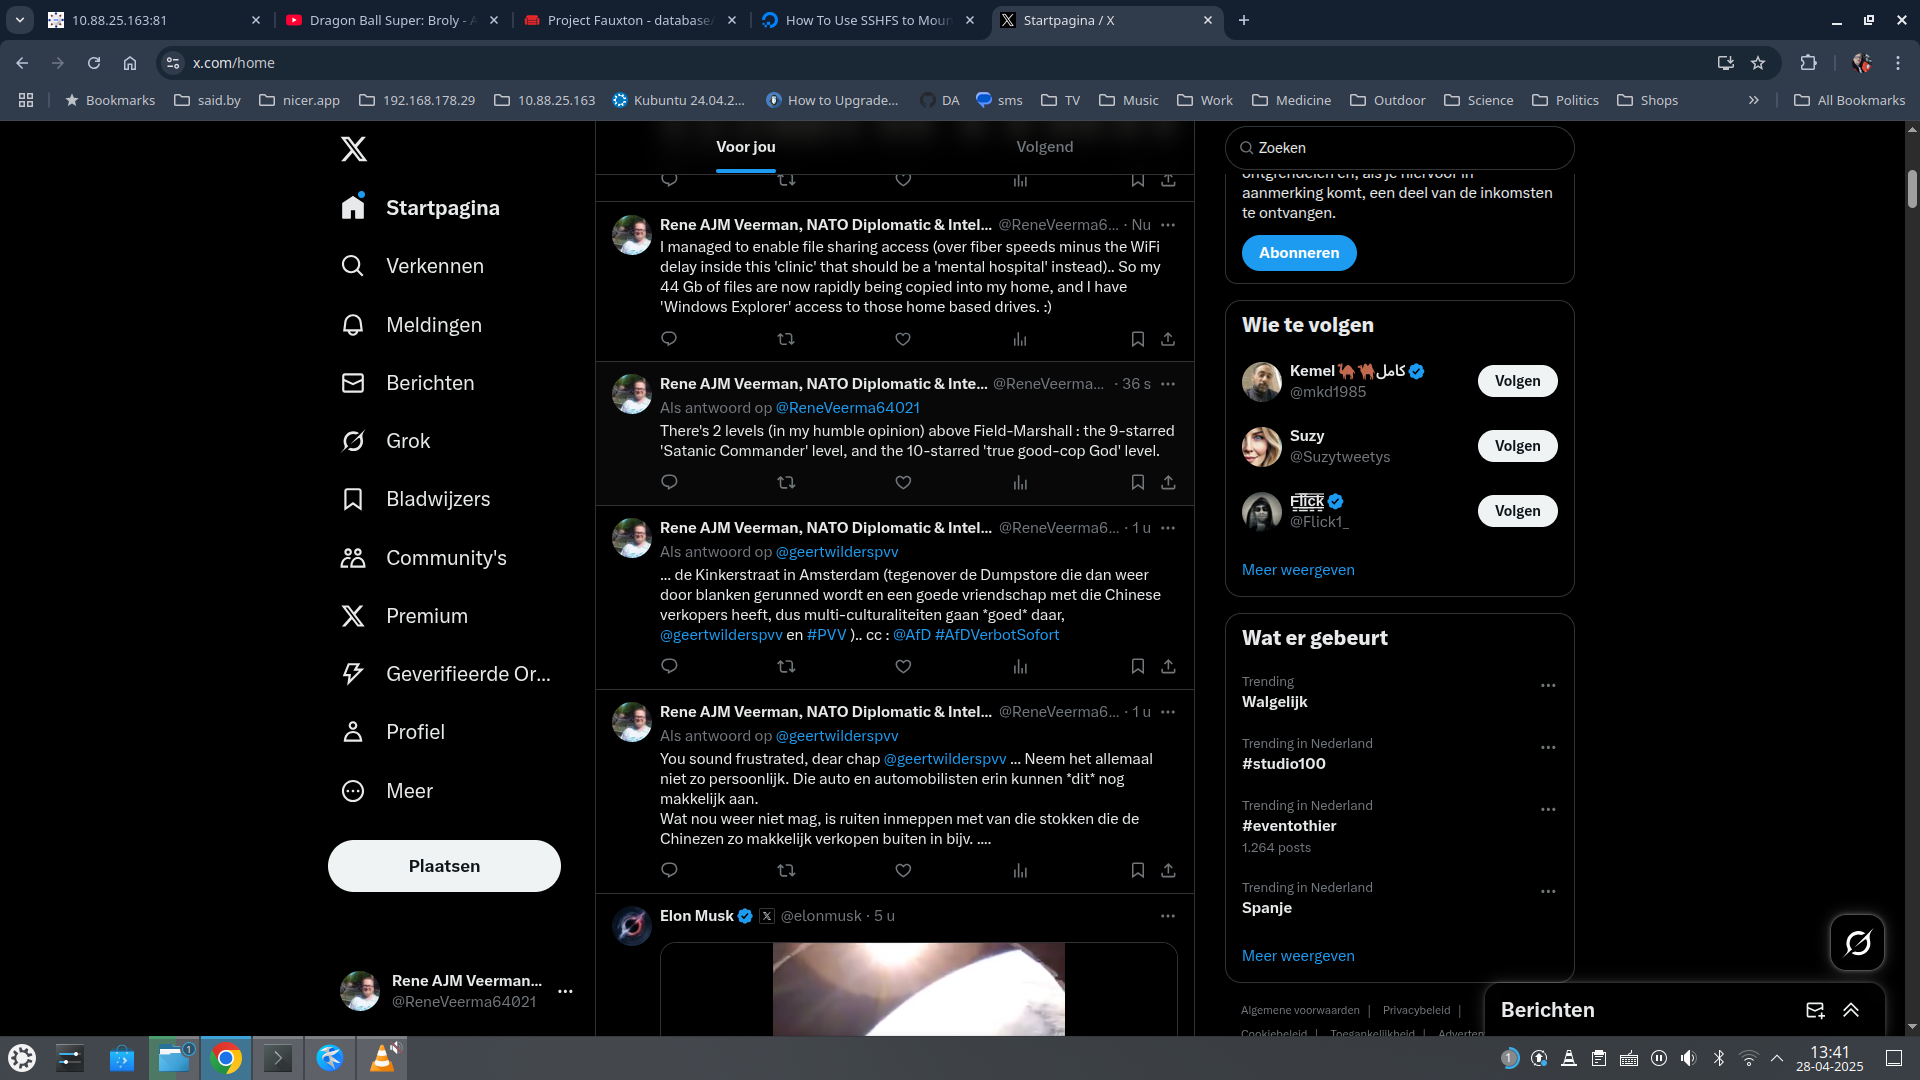 10.88.25.163:81
Dragon Ball Super: Broly - A
Project Fauxton - database/
How To Use SSHFS to Moun
Startpagina / X
x.com/home
Bookmarks
said.by
nicer.app
192.168.178.29
10.88.25.163
Kubuntu 24.04.2...
How to Upgrade...
DA
sms
TV
Music
Work
Medicine
Outdoor
Science
Politics
Shops
All Bookmarks
Startpagina
Verkennen
Meldingen
Berichten
Grok
Bladwijzers
Community's
Premium
Geverifieerde Or...
Profiel
Meer
Plaatsen
Rene AJM Veerman...
@ReneVeerma64021
Voor jou
Volgend
Rene AJM Veerman, NATO Diplomatic & Intel... @ReneVeerma6... · Nu
I managed to enable file sharing access (over fiber speeds minus the WiFi
delay inside this 'clinic' that should be a 'mental hospital' instead).. So my
44 Gb of files are now rapidly being copied into my home, and I have
'Windows Explorer' access to those home based drives. :)
Rene AJM Veerman, NATO Diplomatic & Inte... @ReneVeerma... · 36 s
Als antwoord op @ReneVeerma64021
There's 2 levels (in my humble opinion) above Field-Marshall : the 9-starred
'Satanic Commander' level, and the 10-starred 'true good-cop God' level.
Rene AJM Veerman, NATO Diplomatic & Intel... @ReneVeerma6... · 1 u
Als antwoord op @geertwilderspvv
... de Kinkerstraat in Amsterdam (tegenover de Dumpstore die dan weer
door blanken gerunned wordt en een goede vriendschap met die Chinese
verkopers heeft, dus multi-culturaliteiten gaan *goed* daar,
@geertwilderspvv en #PVV ).. cc : @AfD #AfDVerbotSofort
Rene AJM Veerman, NATO Diplomatic & Intel... @ReneVeerma6... · 1 u
Als antwoord op @geertwilderspvv
You sound frustrated, dear chap @geertwilderspvv ... Neem het allemaal
niet zo persoonlijk. Die auto en automobilisten erin kunnen *dit* nog
makkelijk aan.
Wat nou weer niet mag, is ruiten inmeppen met van die stokken die de
Chinezen zo makkelijk verkopen buiten in bijv. ....
Elon Musk @elonmusk · 5 u
Zoeken
ontgrendelen en, als je hiervoor in
aanmerking komt, een deel van de inkomsten
te ontvangen.
Abonneren
Wie te volgen
Kemel كامل
@mkd1985
Volgen
Suzy
@Suzytweetys
Volgen
Flick
@Flick1_
Volgen
Meer weergeven
Wat er gebeurt
Trending
Walgelijk
Trending in Nederland
#studio100
Trending in Nederland
#eventothier
1.264 posts
Trending in Nederland
Spanje
Meer weergeven
Algemene voorwaarden | Privacybeleid |
Cookiebeleid | Toegankelijkheid | Adverten
Berichten
1
1
13:41
28-04-2025